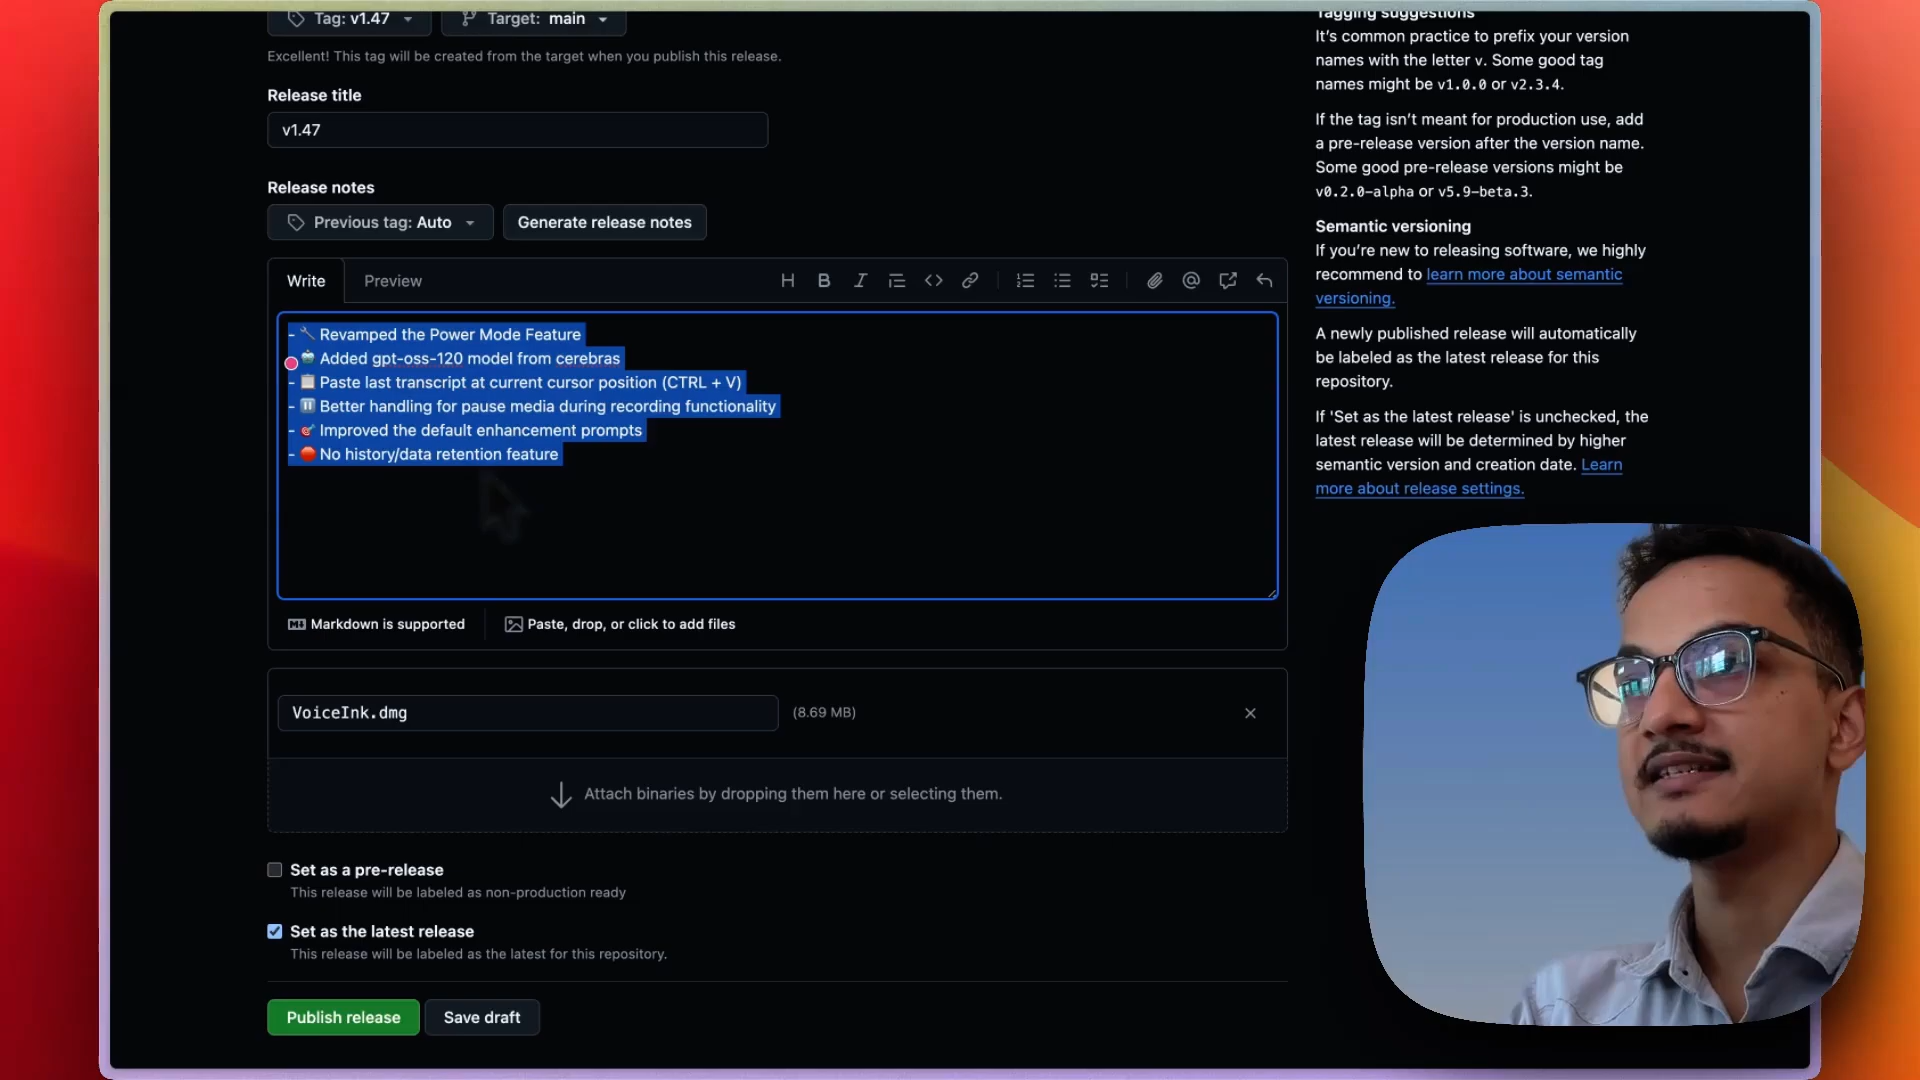 Tag: v1.47
Target: main
Excellent! This tag will be created from the target when you publish this release.
Release title
v1.47
Release notes
Previous tag: Auto
Generate release notes
Write
Preview
- 🔧 Revamped the Power Mode Feature
- 🤖 Added gpt-oss-120 model from cerebras
- 📋 Paste last transcript at current cursor position (CTRL + V)
- ⏸️ Better handling for pause media during recording functionality
- 🎯 Improved the default enhancement prompts
- 🛑 No history/data retention feature
Markdown is supported
Paste, drop, or click to add files
VoiceInk.dmg
(8.69 MB)
Attach binaries by dropping them here or selecting them.
Set as a pre-release
This release will be labeled as non-production ready
Set as the latest release
This release will be labeled as the latest for this repository.
Publish release
Save draft
Tagging suggestions
It's common practice to prefix your version
names with the letter v. Some good tag
names might be v1.0.0 or v2.3.4.
If the tag isn't meant for production use, add
a pre-release version after the version name.
Some good pre-release versions might be
v0.2.0-alpha or v5.9-beta.3.
Semantic versioning
If you're new to releasing software, we highly
recommend to learn more about semantic
versioning.
A newly published release will automatically
be labeled as the latest release for this
repository.
If 'Set as the latest release' is unchecked, the
latest release will be determined by higher
semantic version and creation date. Learn
more about release settings.